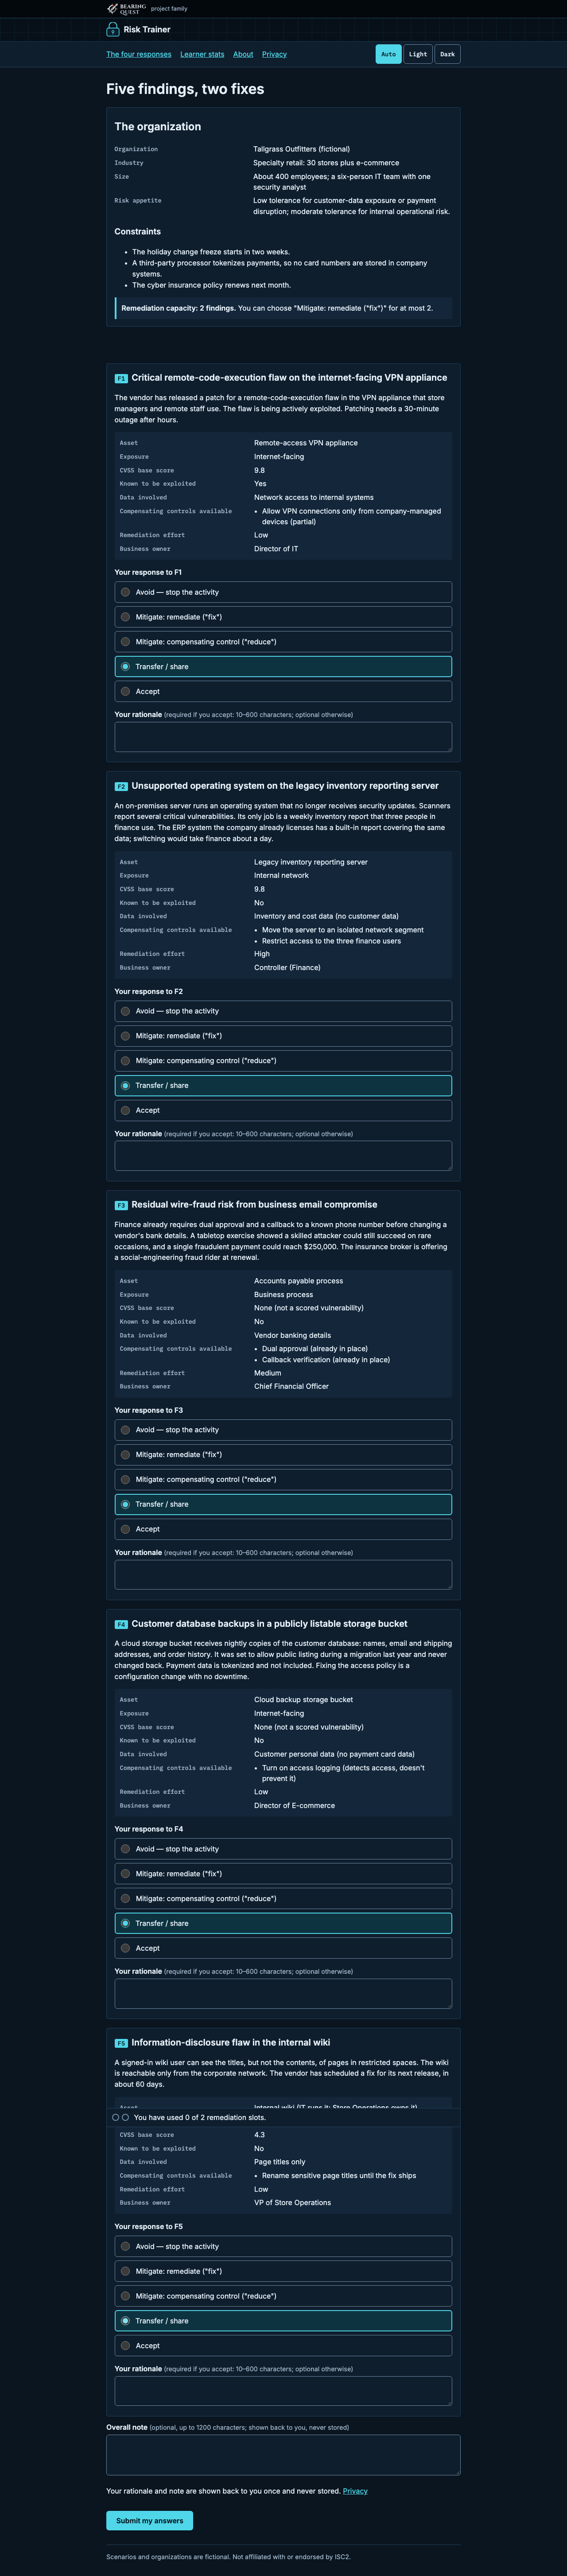 BEARING QUEST project family
Risk Trainer
The four responses Learner stats About Privacy Auto Light Dark
Five findings, two fixes
The organization
Organization Tallgrass Outfitters (fictional)
Industry Specialty retail: 30 stores plus e-commerce
Size About 400 employees; a six-person IT team with one
security analyst
Risk appetite Low tolerance for customer-data exposure or payment
disruption; moderate tolerance for internal operational risk.
Constraints
• The holiday change freeze starts in two weeks.
• A third-party processor tokenizes payments, so no card numbers are stored in company
systems.
• The cyber insurance policy renews next month.
Remediation capacity: 2 findings. You can choose "Mitigate: remediate ("fix")" for at most 2.
F1 Critical remote-code-execution flaw on the internet-facing VPN appliance
The vendor has released a patch for a remote-code-execution flaw in the VPN appliance that store
managers and remote staff use. The flaw is being actively exploited. Patching needs a 30-minute
outage after hours.
Asset Remote-access VPN appliance
Exposure Internet-facing
CVSS base score 9.8
Known to be exploited Yes
Data involved Network access to internal systems
Compensating controls available • Allow VPN connections only from company-managed
devices (partial)
Remediation effort Low
Business owner Director of IT
Your response to F1
Avoid — stop the activity
Mitigate: remediate ("fix")
Mitigate: compensating control ("reduce")
Transfer / share
Accept
Your rationale (required if you accept: 10–600 characters; optional otherwise)
F2 Unsupported operating system on the legacy inventory reporting server
An on-premises server runs an operating system that no longer receives security updates. Scanners
report several critical vulnerabilities. Its only job is a weekly inventory report that three people in
finance use. The ERP system the company already licenses has a built-in report covering the same
data; switching would take finance about a day.
Asset Legacy inventory reporting server
Exposure Internal network
CVSS base score 9.8
Known to be exploited No
Data involved Inventory and cost data (no customer data)
Compensating controls available • Move the server to an isolated network segment
• Restrict access to the three finance users
Remediation effort High
Business owner Controller (Finance)
Your response to F2
Avoid — stop the activity
Mitigate: remediate ("fix")
Mitigate: compensating control ("reduce")
Transfer / share
Accept
Your rationale (required if you accept: 10–600 characters; optional otherwise)
F3 Residual wire-fraud risk from business email compromise
Finance already requires dual approval and a callback to a known phone number before changing a
vendor's bank details. A tabletop exercise showed a skilled attacker could still succeed on rare
occasions, and a single fraudulent payment could reach $250,000. The insurance broker is offering
a social-engineering fraud rider at renewal.
Asset Accounts payable process
Exposure Business process
CVSS base score None (not a scored vulnerability)
Known to be exploited No
Data involved Vendor banking details
Compensating controls available • Dual approval (already in place)
• Callback verification (already in place)
Remediation effort Medium
Business owner Chief Financial Officer
Your response to F3
Avoid — stop the activity
Mitigate: remediate ("fix")
Mitigate: compensating control ("reduce")
Transfer / share
Accept
Your rationale (required if you accept: 10–600 characters; optional otherwise)
F4 Customer database backups in a publicly listable storage bucket
A cloud storage bucket receives nightly copies of the customer database: names, email and shipping
addresses, and order history. It was set to allow public listing during a migration last year and never
changed back. Payment data is tokenized and not included. Fixing the access policy is a
configuration change with no downtime.
Asset Cloud backup storage bucket
Exposure Internet-facing
CVSS base score None (not a scored vulnerability)
Known to be exploited No
Data involved Customer personal data (no payment card data)
Compensating controls available • Turn on access logging (detects access, doesn't
prevent it)
Remediation effort Low
Business owner Director of E-commerce
Your response to F4
Avoid — stop the activity
Mitigate: remediate ("fix")
Mitigate: compensating control ("reduce")
Transfer / share
Accept
Your rationale (required if you accept: 10–600 characters; optional otherwise)
F5 Information-disclosure flaw in the internal wiki
A signed-in wiki user can see the titles, but not the contents, of pages in restricted spaces. The wiki
is reachable only from the corporate network. The vendor has scheduled a fix for its next release, in
about 60 days.
Asset Internal wiki (IT runs it; Store Operations owns it)
You have used 0 of 2 remediation slots.
CVSS base score 4.3
Known to be exploited No
Data involved Page titles only
Compensating controls available • Rename sensitive page titles until the fix ships
Remediation effort Low
Business owner VP of Store Operations
Your response to F5
Avoid — stop the activity
Mitigate: remediate ("fix")
Mitigate: compensating control ("reduce")
Transfer / share
Accept
Your rationale (required if you accept: 10–600 characters; optional otherwise)
Overall note (optional, up to 1200 characters; shown back to you, never stored)
Your rationale and note are shown back to you once and never stored. Privacy
Submit my answers
Scenarios and organizations are fictional. Not affiliated with or endorsed by ISC2.